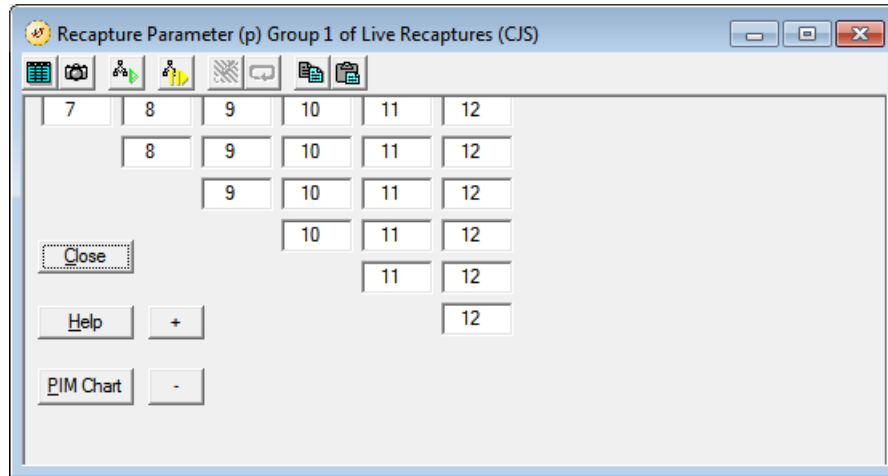 Recapture Parameter (p) Group 1 of Live Recaptures (CJS)
7 8 9 10 11 12
8 9 10 11 12
9 10 11 12
10 11 12
Close
11 12
Help + 12
PIM Chart -